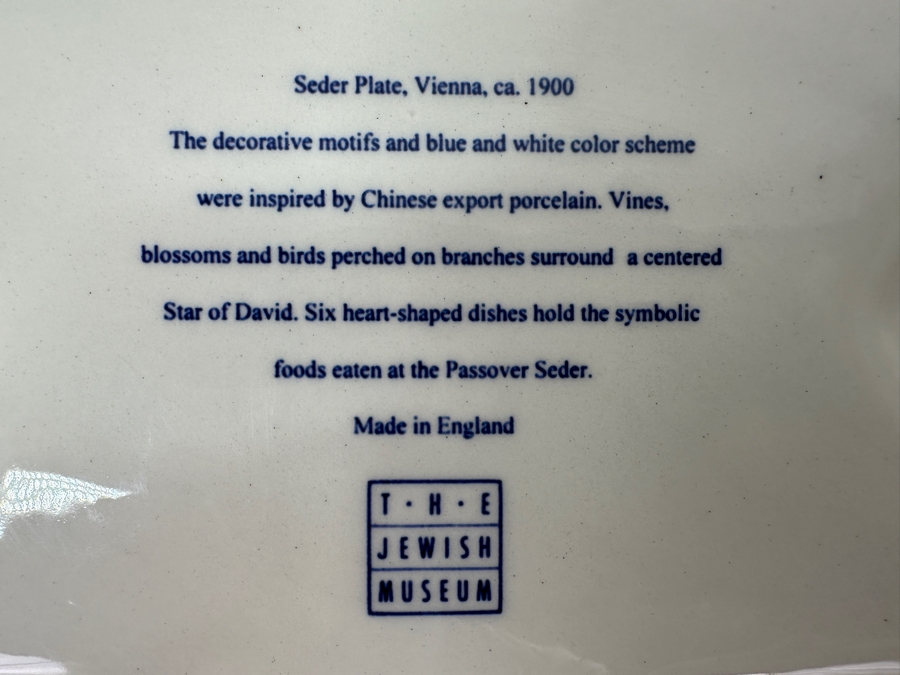 Seder Plate, Vienna, ca. 1900
The decorative motifs and blue and white color scheme
were inspired by Chinese export porcelain. Vines,
blossoms and birds perched on branches surround a centered
Star of David. Six heart-shaped dishes hold the symbolic
foods eaten at the Passover Seder.
Made in England
T·H·E
JEWISH
MUSEUM